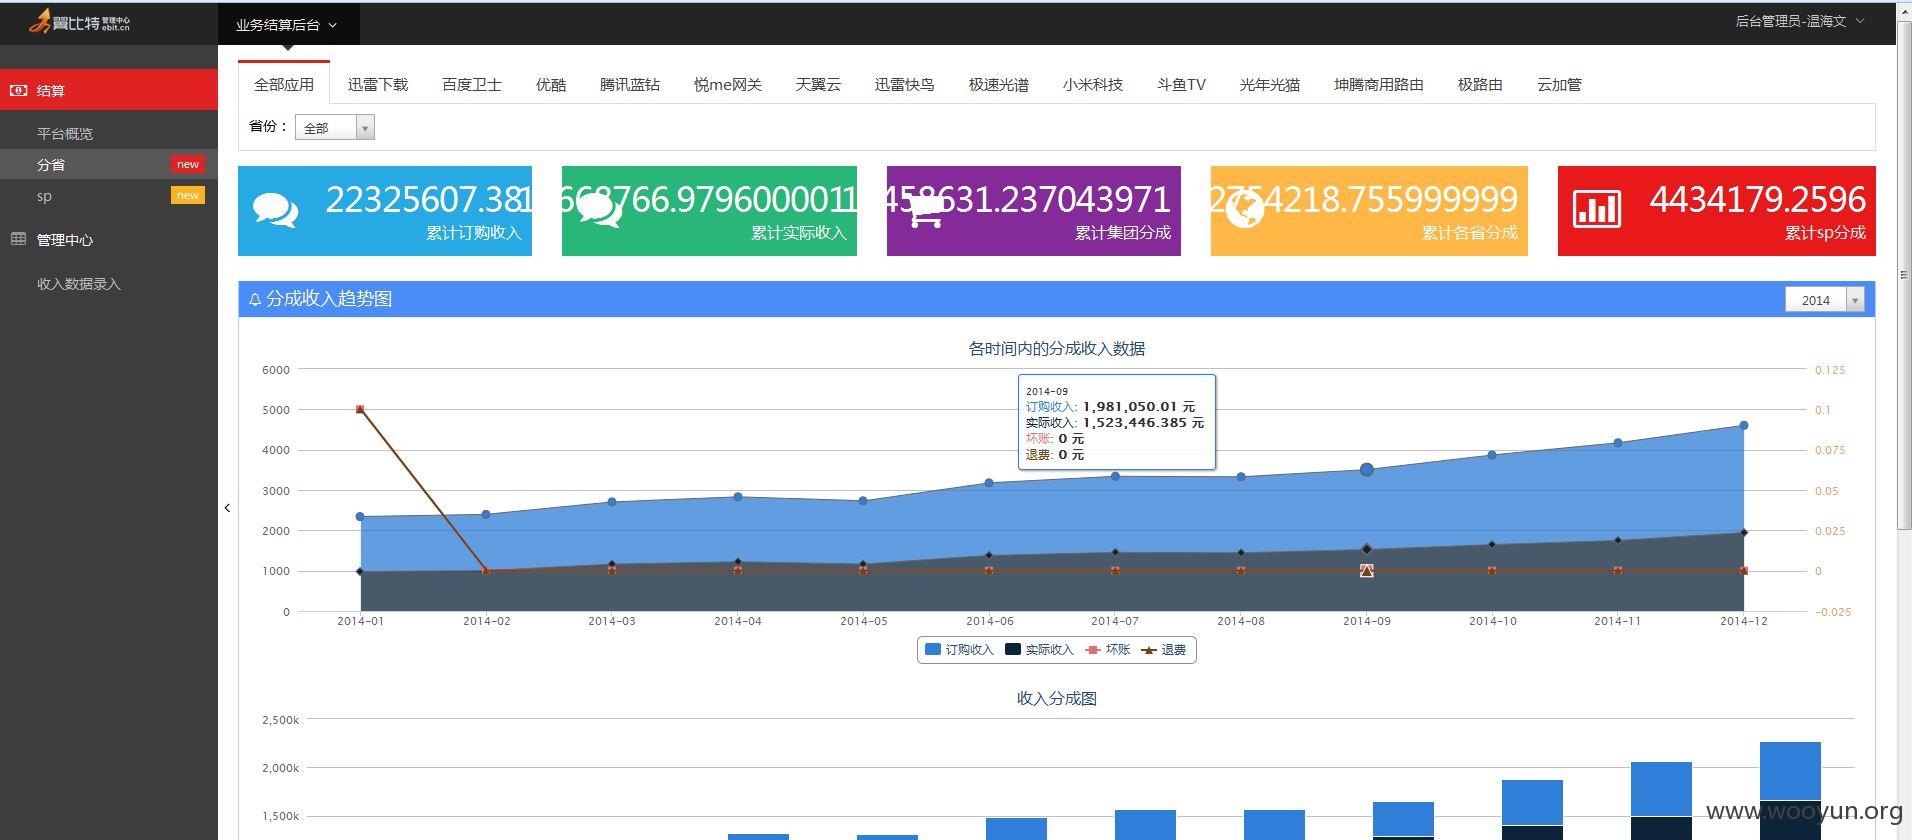 翼比特 管理中心 ebit.cn
业务结算后台
后台管理员-温海文
结算
平台概览
分省 new
sp new
管理中心
收入数据录入
全部应用 迅雷下载 百度卫士 优酷 腾讯蓝钻 悦me网关 天翼云 迅雷快鸟 极速光谱 小米科技 斗鱼TV 光年光猫 坤腾商用路由 极路由 云加管
省份： 全部
22325607.381
累计订购收入
668766.9796000011
累计实际收入
458631.237043971
累计集团分成
2754218.755999999
累计各省分成
4434179.2596
累计sp分成
分成收入趋势图
2014
各时间内的分成收入数据
6000 0.125
5000 0.1
4000 0.075
3000 0.05
2000 0.025
1000 0
0 -0.025
2014-09
订购收入: 1,981,050.01 元
实际收入: 1,523,446.385 元
坏账: 0 元
退费: 0 元
2014-01 2014-02 2014-03 2014-04 2014-05 2014-06 2014-07 2014-08 2014-09 2014-10 2014-11 2014-12
订购收入 实际收入 坏账 退费
收入分成图
2,500k
2,000k
1,500k
www.wooyun.org